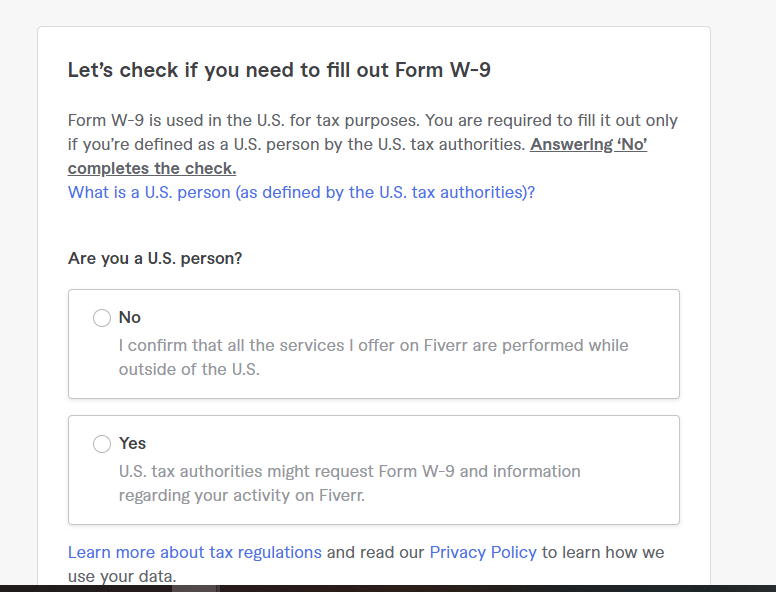 Let's check if you need to fill out Form W-9
Form W-9 is used in the U.S. for tax purposes. You are required to fill it out only
if you're defined as a U.S. person by the U.S. tax authorities. Answering 'No'
completes the check.
What is a U.S. person (as defined by the U.S. tax authorities)?
Are you a U.S. person?
No
I confirm that all the services I offer on Fiverr are performed while
outside of the U.S.
Yes
U.S. tax authorities might request Form W-9 and information
regarding your activity on Fiverr.
Learn more about tax regulations and read our Privacy Policy to learn how we
use your data.